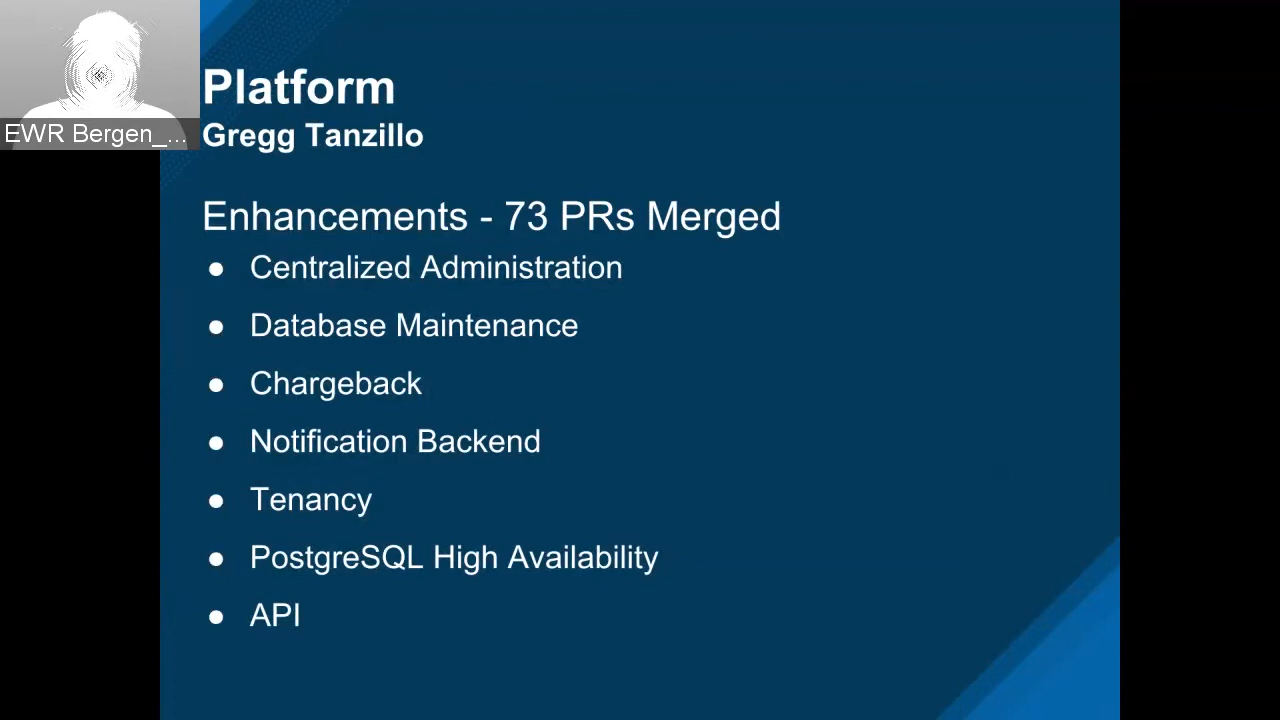 Platform
EWR Bergen_...
Gregg Tanzillo
Enhancements - 73 PRs Merged
● Centralized Administration
● Database Maintenance
● Chargeback
● Notification Backend
● Tenancy
● PostgreSQL High Availability
● API